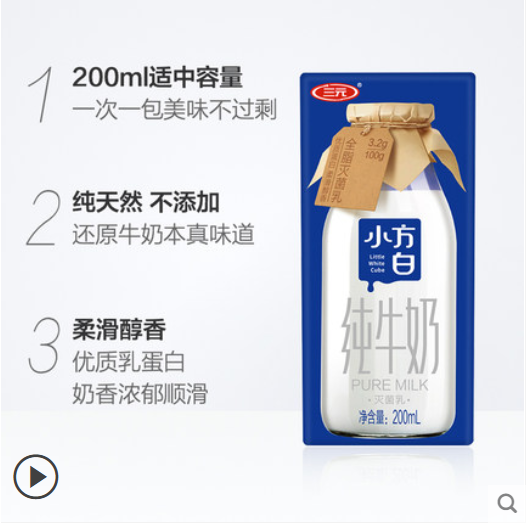 1
200ml适中容量
一次一包美味不过剩
2
纯天然 不添加
还原牛奶本真味道
3
柔滑醇香
优质乳蛋白
奶香浓郁顺滑
三元
3.2g
100g
全脂灭菌乳
小方白
Little
White
Cube
纯牛奶
PURE MILK
·灭菌乳·
净含量：200mL